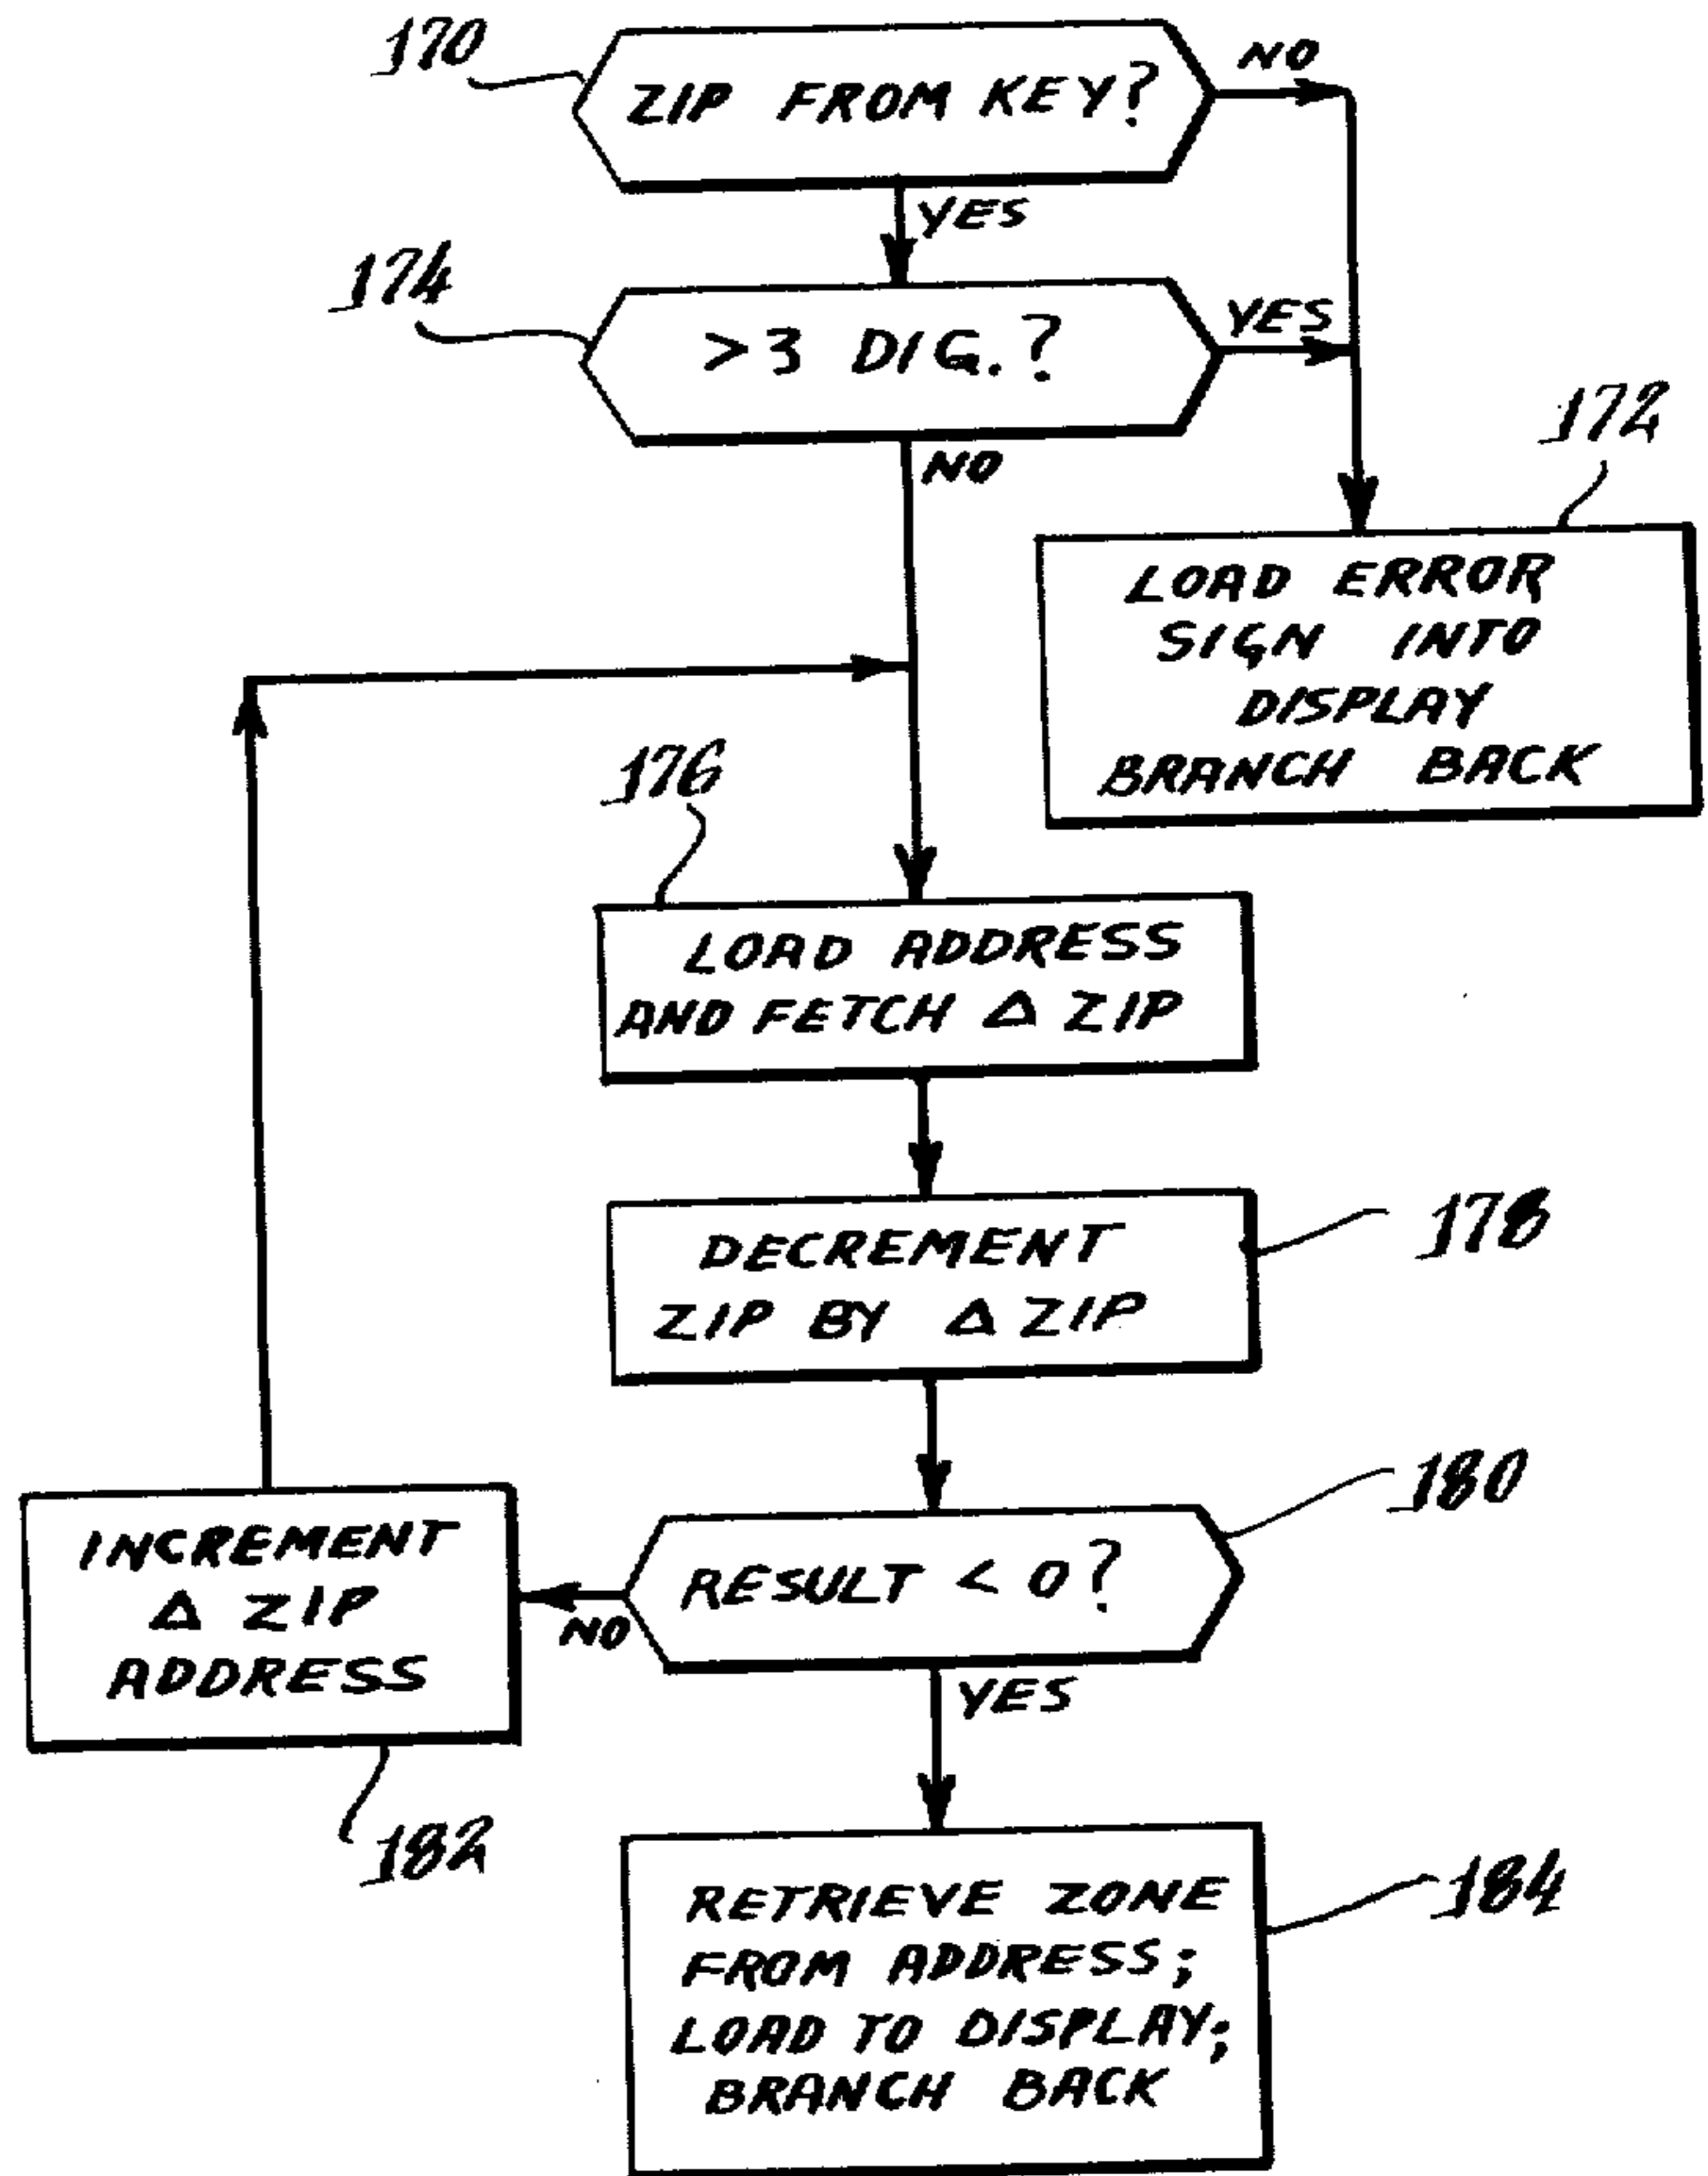 170
ZIP FROM KEY?
NO
YES
174
>3 DIG.?
YES
NO
172
LOAD ERROR
SIGN INTO
DISPLAY
BRANCH BACK
176
LOAD ADDRESS
AND FETCH Δ ZIP
DECREMENT
ZIP BY Δ ZIP
178
180
RESULT < 0?
NO
YES
INCREMENT
Δ ZIP
ADDRESS
182
RETRIEVE ZONE
FROM ADDRESS;
LOAD TO DISPLAY;
BRANCH BACK
184